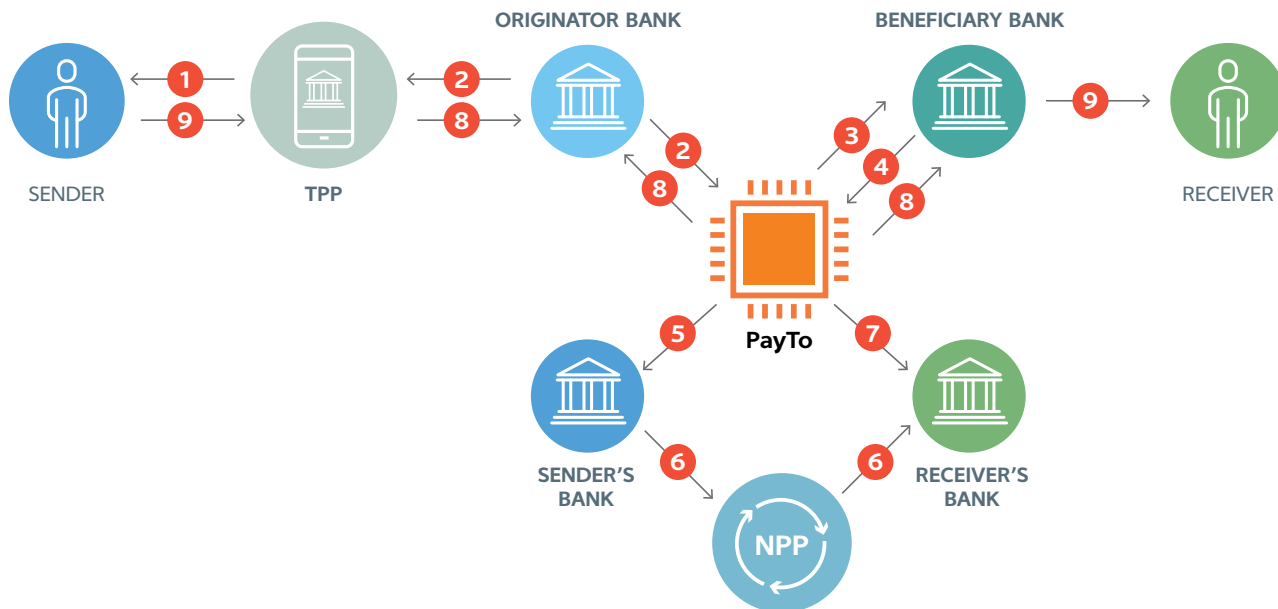 ORIGINATOR BANK
BENEFICIARY BANK
1
2
9
8
2
8
3
4
8
9
SENDER
TPP
RECEIVER
PayTo
5
7
SENDER'S
BANK
RECEIVER'S
BANK
6
6
NPP